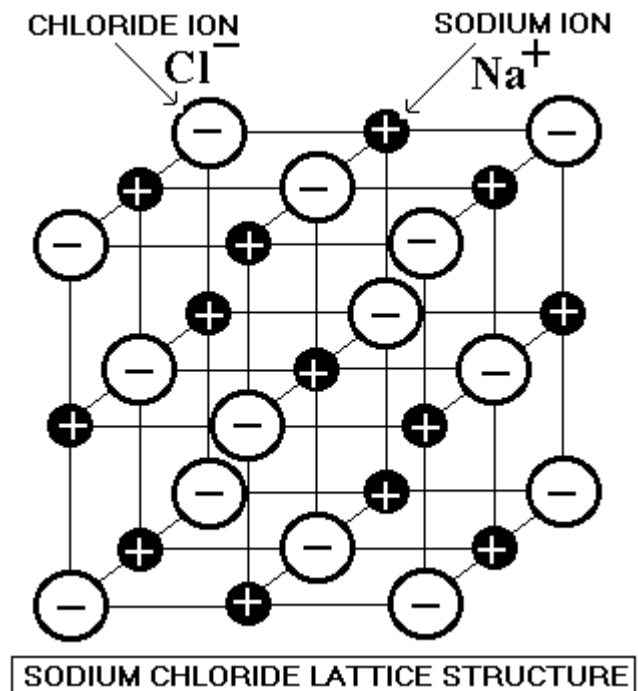 CHLORIDE ION SODIUM ION
Cl⁻ Na⁺
− + −
+ − +
− + −
+ − +
− + −
+ − +
− + −
+ − +
− + −
SODIUM CHLORIDE LATTICE STRUCTURE